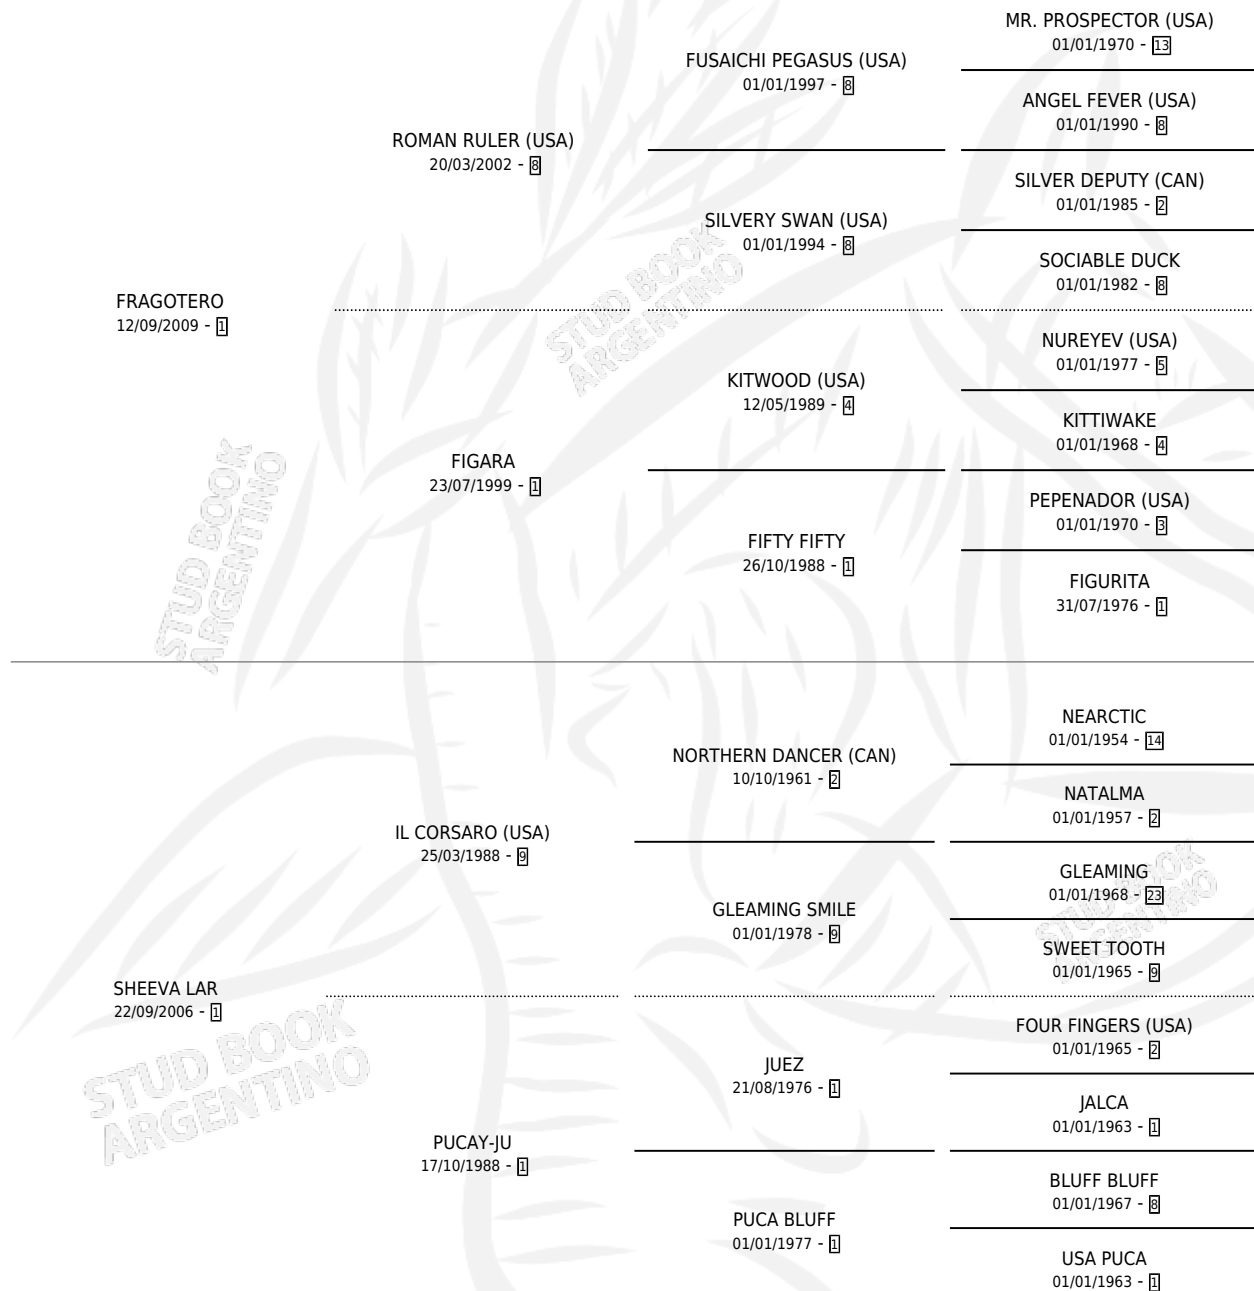 MR. PROSPECTOR (USA)
01/01/1970 - 13
FUSAICHI PEGASUS (USA)
01/01/1997 - 8
ANGEL FEVER (USA)
01/01/1990 - 8
ROMAN RULER (USA)
20/03/2002 - 8
SILVER DEPUTY (CAN)
01/01/1985 - 2
SILVERY SWAN (USA)
01/01/1994 - 8
SOCIABLE DUCK
01/01/1982 - 8
STUD BOOK
ARGENTINO
FRAGOTERO
12/09/2009 - 1
NUREYEV (USA)
01/01/1977 - 5
KITWOOD (USA)
12/05/1989 - 4
KITTIWAKE
01/01/1968 - 4
FIGARA
23/07/1999 - 1
PEPENADOR (USA)
01/01/1970 - 3
FIFTY FIFTY
26/10/1988 - 1
FIGURITA
31/07/1976 - 1
STUD BOOK
ARGENTINO
NEARCTIC
01/01/1954 - 14
NORTHERN DANCER (CAN)
10/10/1961 - 2
NATALMA
01/01/1957 - 2
IL CORSARO (USA)
25/03/1988 - 9
GLEAMING
01/01/1968 - 23
GLEAMING SMILE
01/01/1978 - 9
STUD BOOK
ARGENTINO
SWEET TOOTH
01/01/1965 - 9
SHEEVA LAR
22/09/2006 - 1
STUD BOOK
ARGENTINO
FOUR FINGERS (USA)
01/01/1965 - 2
JUEZ
21/08/1976 - 1
JALCA
01/01/1963 - 1
PUCAY-JU
17/10/1988 - 1
BLUFF BLUFF
01/01/1967 - 8
PUCA BLUFF
01/01/1977 - 1
USA PUCA
01/01/1963 - 1